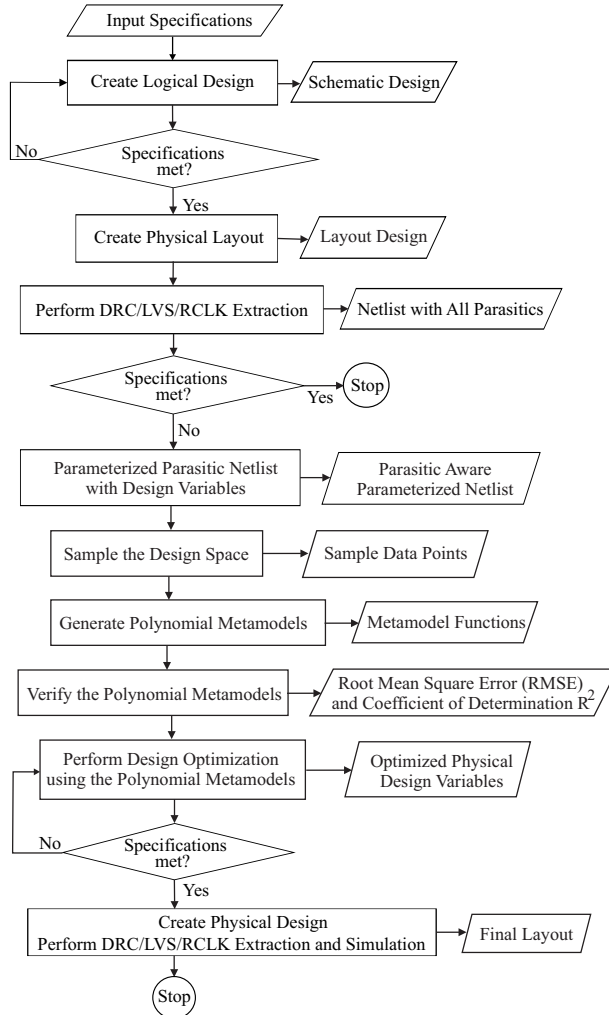 Input Specifications
Create Logical Design
Schematic Design
No
Specifications
met?
Yes
Create Physical Layout
Layout Design
Perform DRC/LVS/RCLK Extraction
Netlist with All Parasitics
Specifications
met?
Yes
Stop
No
Parameterized Parasitic Netlist
with Design Variables
Parasitic Aware
Parameterized Netlist
Sample the Design Space
Sample Data Points
Generate Polynomial Metamodels
Metamodel Functions
Verify the Polynomial Metamodels
Root Mean Square Error (RMSE)
and Coefficient of Determination R²
Perform Design Optimization
using the Polynomial Metamodels
Optimized Physical
Design Variables
No
Specifications
met?
Yes
Create Physical Design
Perform DRC/LVS/RCLK Extraction and Simulation
Final Layout
Stop